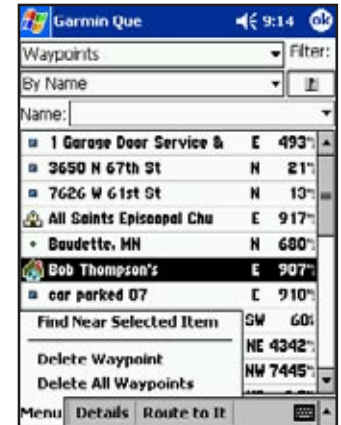 Garmin Que 9:14 ok
Waypoints Filter:
By Name
Name:
1 Garage Door Service & E 493
3650 N 67th St N 21
7626 W 61st St N 13
All Saints Episcopal Chu E 917
Baudette, MN N 680
Bob Thompson's E 907
car parked 07 E 910
Find Near Selected Item SW 60
Delete Waypoint NE 4342
Delete All Waypoints NW 7445
Menu Details Route to It